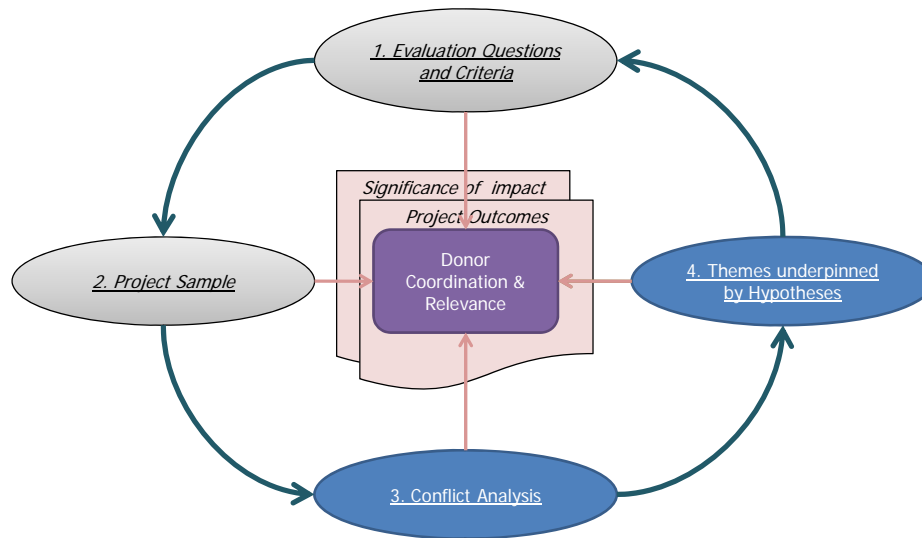 1. Evaluation Questions
and Criteria
Significance of impact
Project Outcomes
Donor
Coordination &
Relevance
2. Project Sample
4. Themes underpinned
by Hypotheses
3. Conflict Analysis